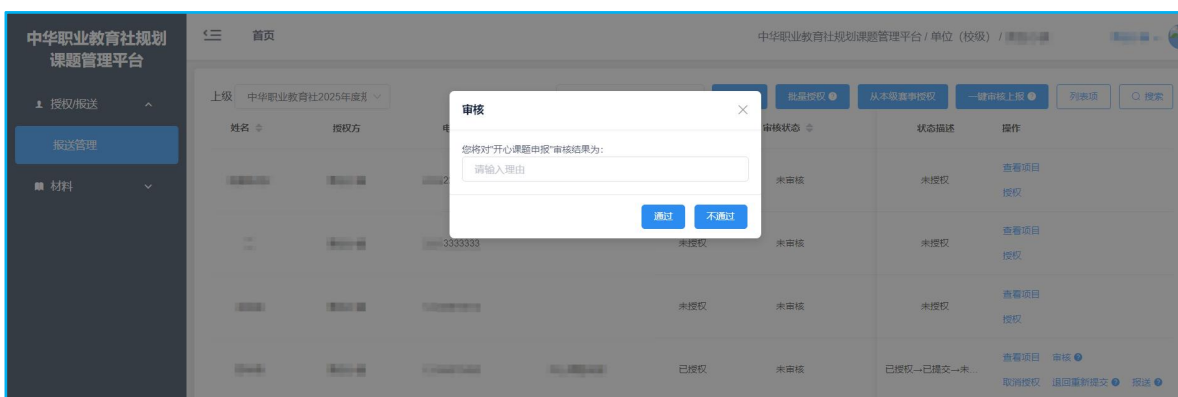 中华职业教育社规划
课题管理平台
首页
中华职业教育社规划课题管理平台 / 单位（校级） /
授权/报送
报送管理
材料
上级 中华职业教育社2025年度规
批量授权 从本级赛事授权 一键审核上报 列表项 搜索
姓名 授权方 审核状态 状态描述 操作
审核
您将对"开心课题申报"审核结果为：
请输入理由
通过 不通过
未审核 未授权 查看项目
授权
3333333 未授权 未审核 未授权 查看项目
授权
未授权 未审核 未授权 查看项目
授权
已授权 未审核 已授权→已提交→未... 查看项目 审核
取消授权 退回重新提交 报送